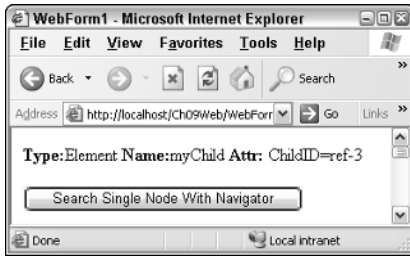 WebForm1 - Microsoft Internet Explorer
File Edit View Favorites Tools Help
Back Search »
Address http://localhost/Ch09Web/WebForr Go Links »
Type:Element Name:myChild Attr: ChildID=ref-3
Search Single Node With Navigator
Done Local intranet